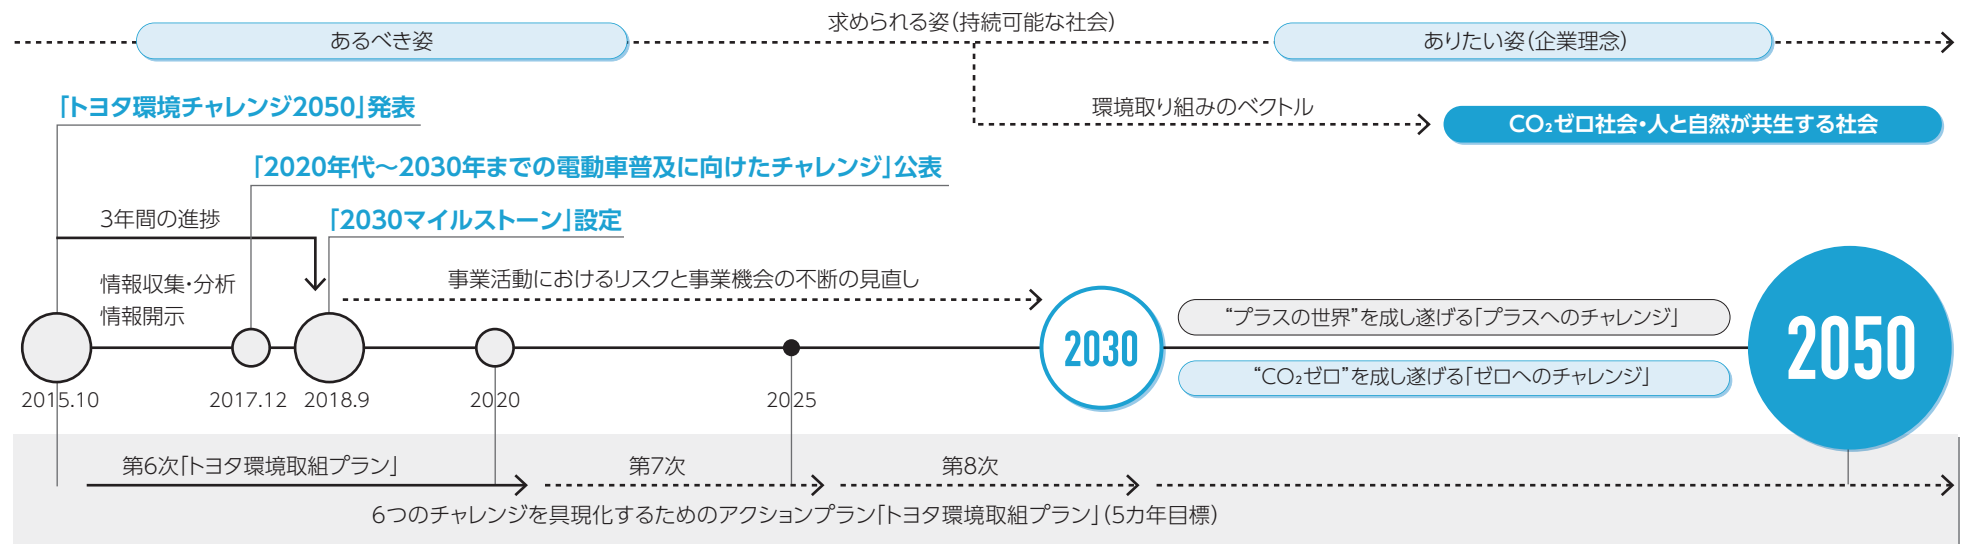 求められる姿(持続可能な社会)
あるべき姿
ありたい姿(企業理念)
環境取り組みのベクトル
CO₂ゼロ社会・人と自然が共生する社会
「トヨタ環境チャレンジ2050」発表
「2020年代～2030年までの電動車普及に向けたチャレンジ」公表
3年間の進捗
「2030マイルストーン」設定
情報収集・分析
情報開示
事業活動におけるリスクと事業機会の不断の見直し
2030
“プラスの世界”を成し遂げる「プラスへのチャレンジ」
“CO₂ゼロ”を成し遂げる「ゼロへのチャレンジ」
2050
2015.10
2017.12
2018.9
2020
2025
第6次「トヨタ環境取組プラン」
第7次
第8次
6つのチャレンジを具現化するためのアクションプラン「トヨタ環境取組プラン」(5カ年目標)